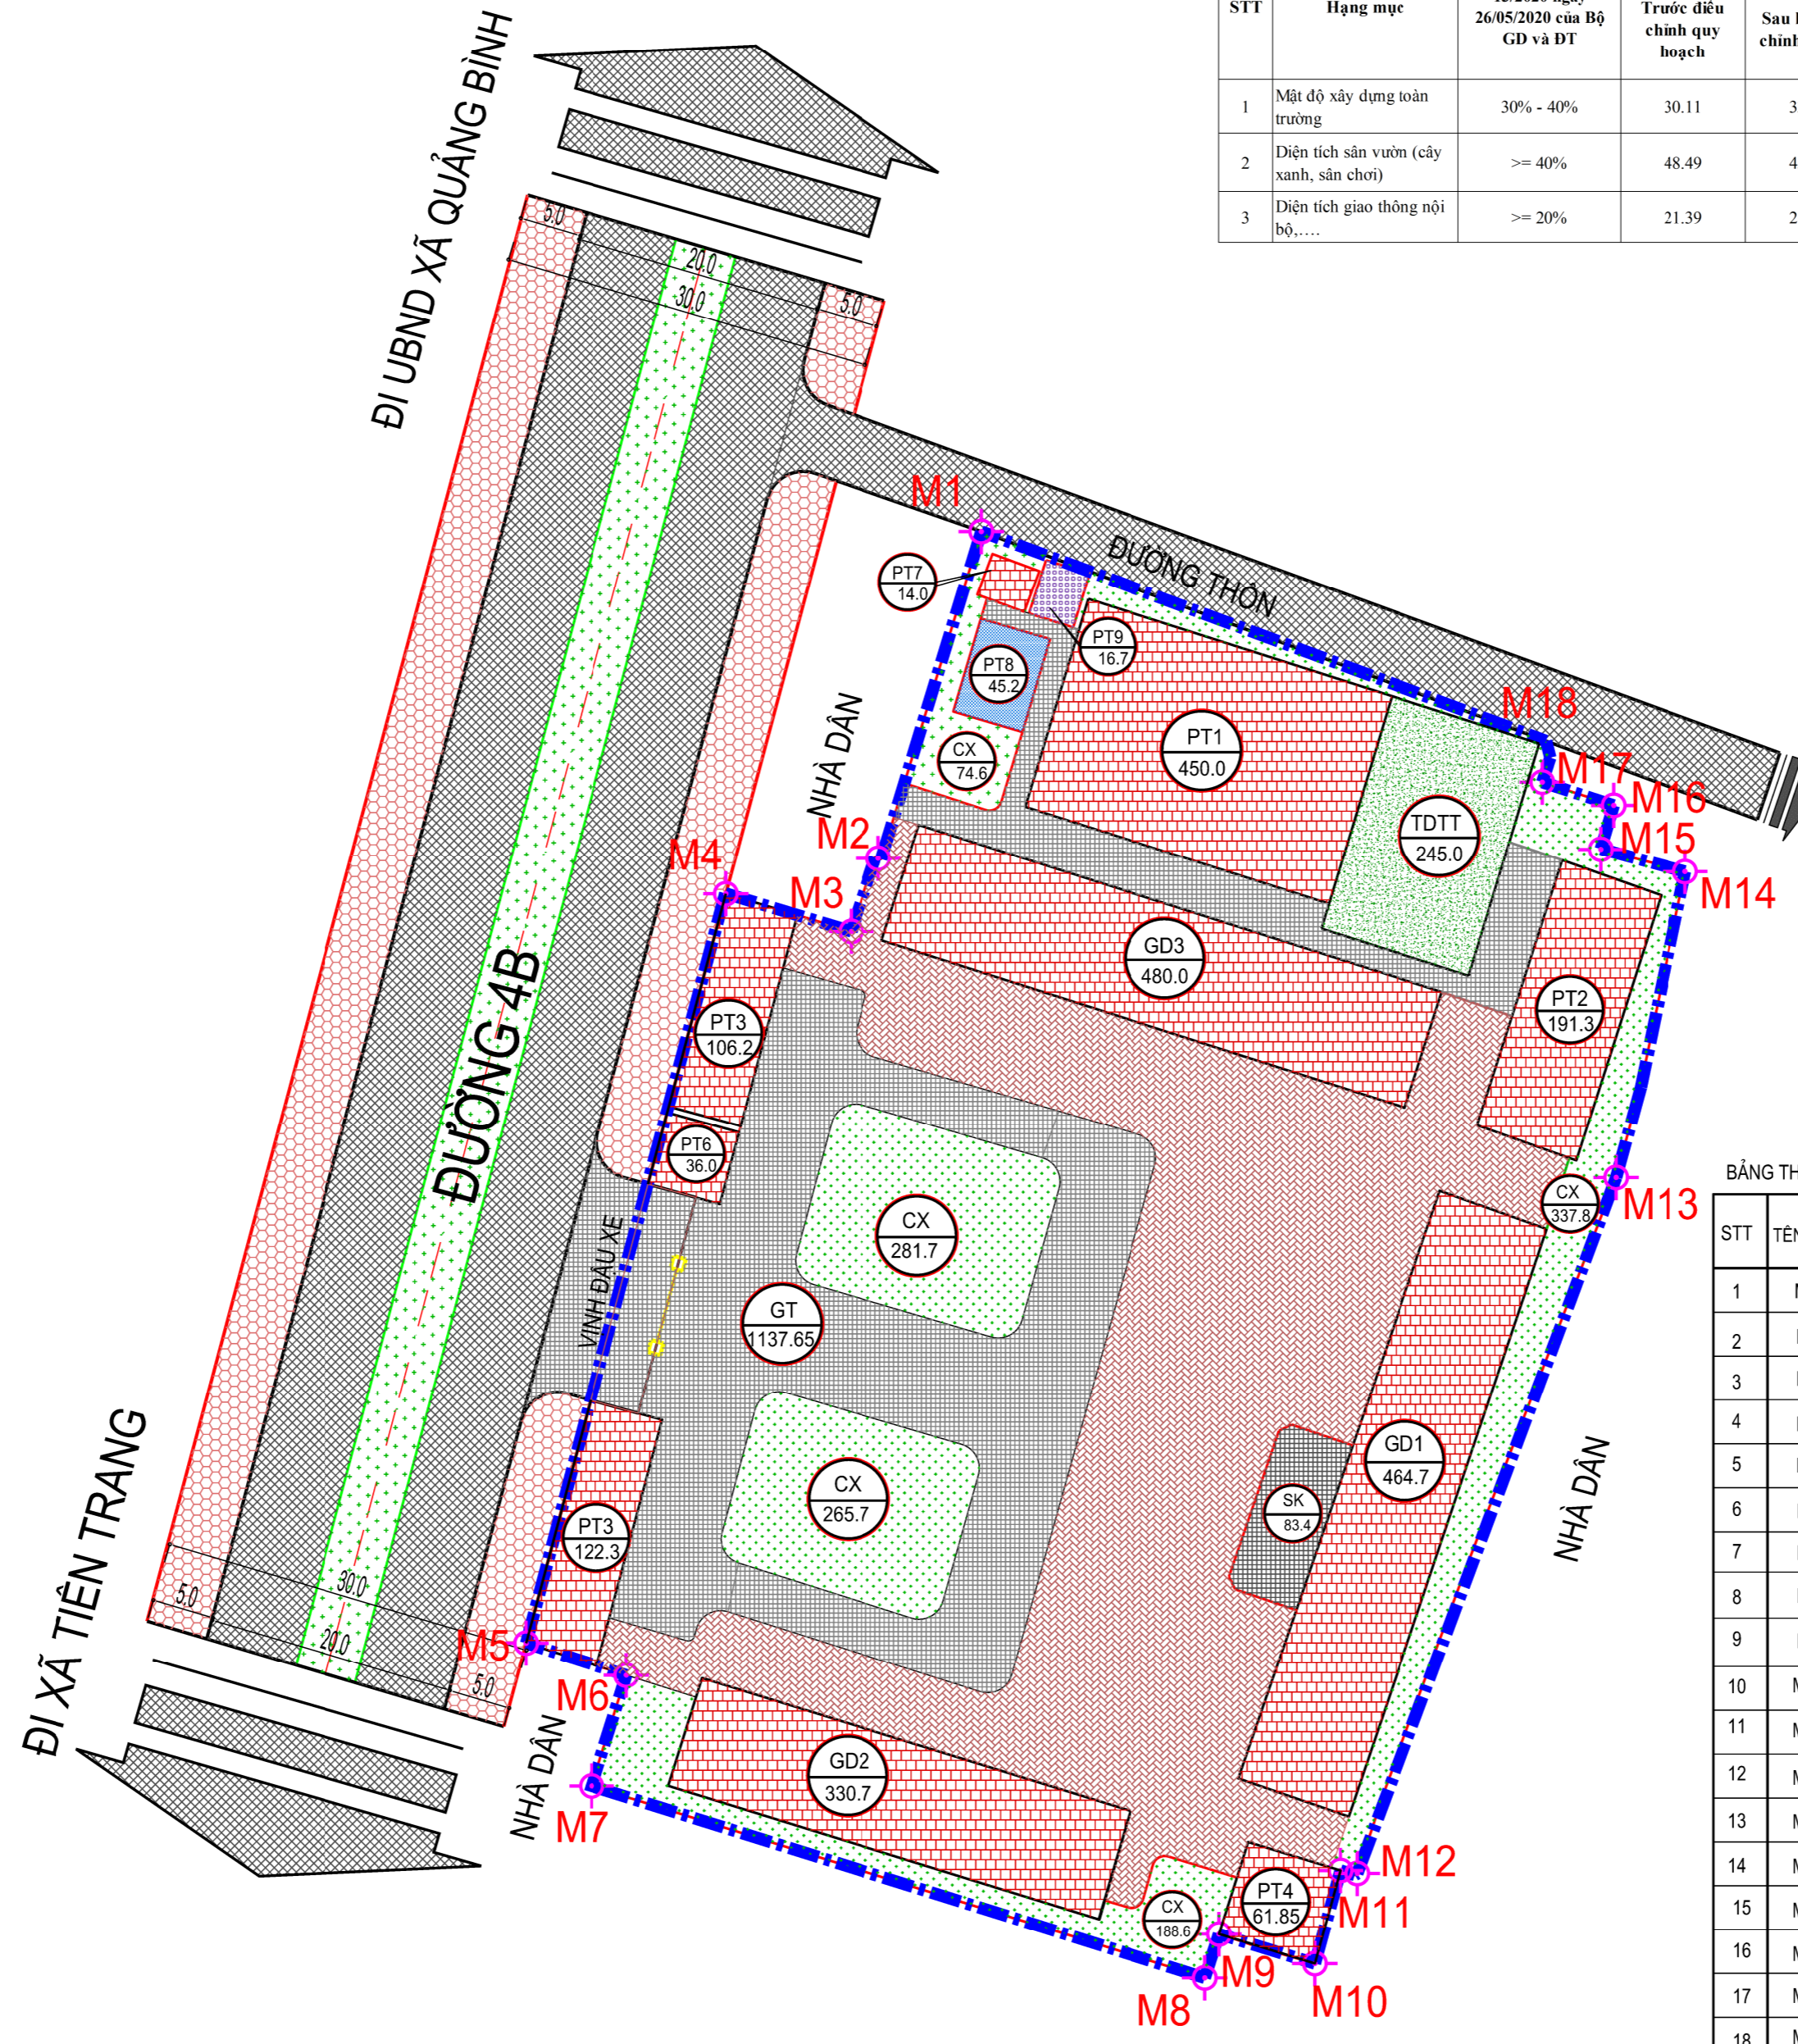 STT
Hạng mục
26/05/2020 của Bộ
GD và ĐT
Trước điều
chỉnh quy
hoạch
Sau
chỉnh
1
Mật độ xây dựng toàn
trường
30% - 40%
30.11
2
Diện tích sân vườn (cây
xanh, sân chơi)
>= 40%
48.49
3
Diện tích giao thông nội
bộ,....
>= 20%
21.39
ĐI UBND XÃ QUẢNG BÌNH
5.0
20.0
30.0
5.0
M1
ĐƯỜNG THÔN
PT7
14.0
PT9
16.7
PT8
45.2
CX
74.6
NHÀ DÂN
PT1
450.0
M18
M17
M16
M15
M14
TDTT
245.0
M2
M4
M3
GD3
480.0
PT2
191.3
PT3
106.2
PT6
36.0
ĐƯỜNG 4B
VỊNH ĐẬU XE
CX
281.7
GT
1137.65
CX
337.8
M13
CX
265.7
GD1
464.7
SK
83.4
NHÀ DÂN
PT3
122.3
ĐI XÃ TIÊN TRANG
5.0
30.0
20.0
5.0
M5
M6
NHÀ DÂN
M7
GD2
330.7
CX
188.6
PT4
61.85
M12
M11
M9
M8
M10
BẢNG
STT
1
2
3
4
5
6
7
8
9
10
11
12
13
14
15
16
17
18